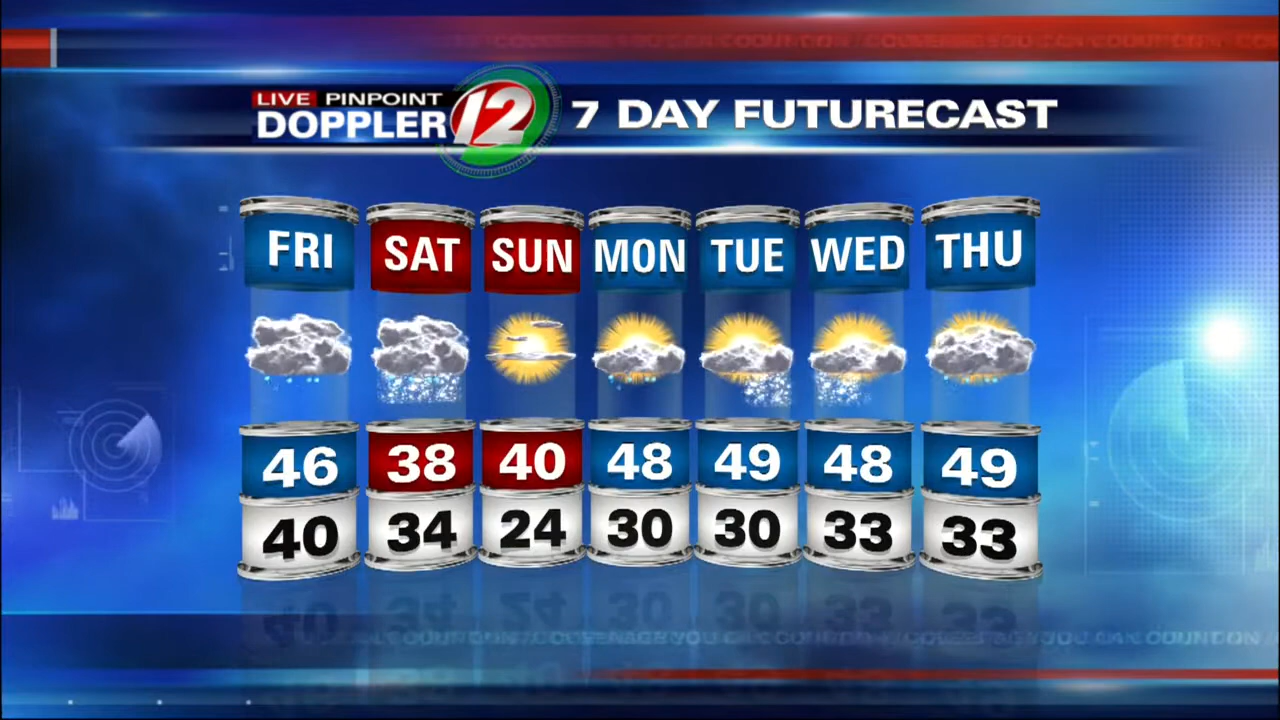 LIVE PINPOINT
DOPPLER 12
7 DAY FUTURECAST
FRI SAT SUN MON TUE WED THU
46 38 40 48 49 48 49
40 34 24 30 30 33 33